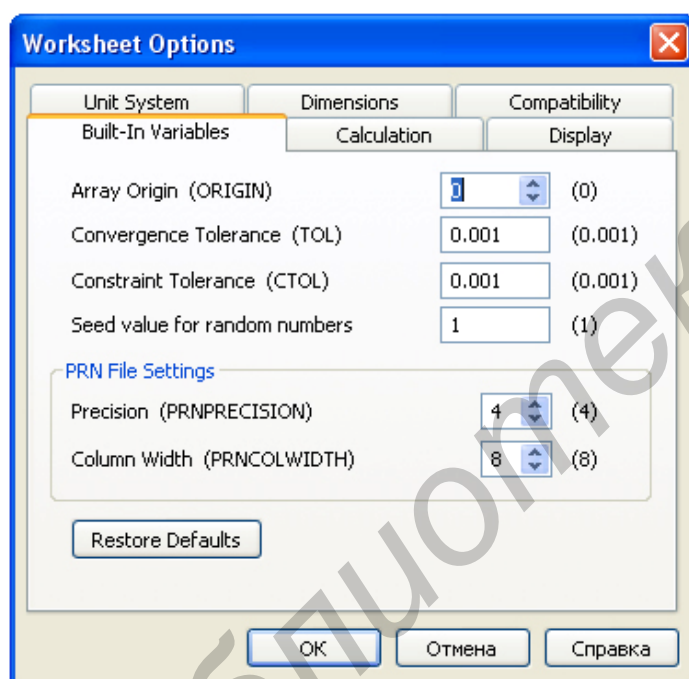 Worksheet Options
Unit System Dimensions Compatibility
Built-In Variables Calculation Display
Array Origin (ORIGIN) 0 (0)
Convergence Tolerance (TOL) 0.001 (0.001)
Constraint Tolerance (CTOL) 0.001 (0.001)
Seed value for random numbers 1 (1)
PRN File Settings
Precision (PRNPRECISION) 4 (4)
Column Width (PRNCOLWIDTH) 8 (8)
Restore Defaults
ОК Отмена Справка